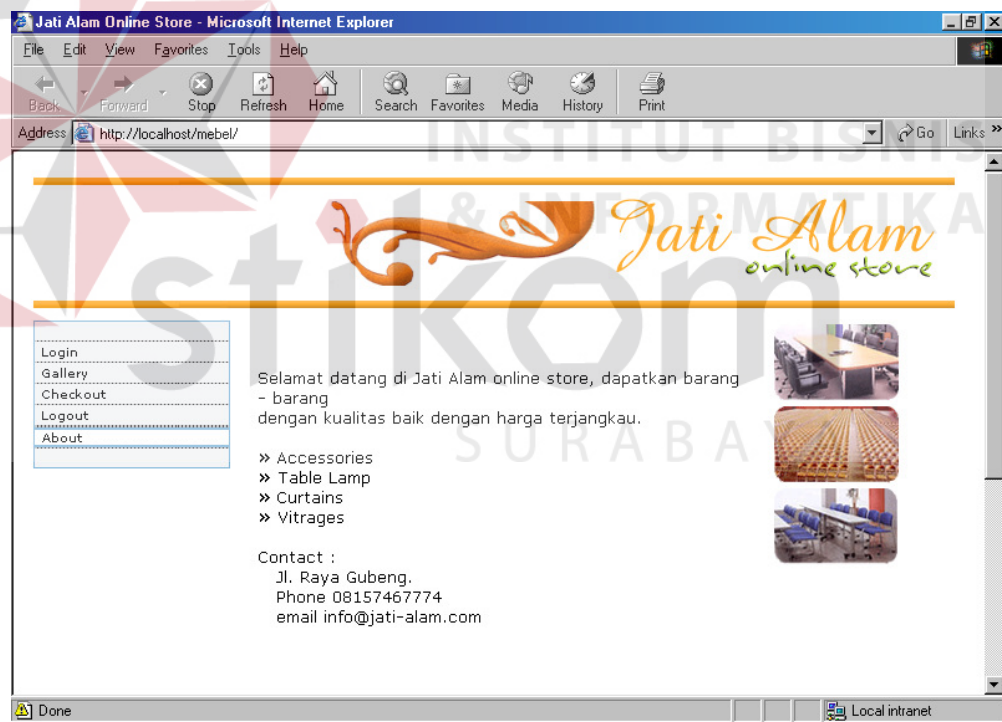 Jati Alam Online Store - Microsoft Internet Explorer
File Edit View Favorites Tools Help
Back Forward Stop Refresh Home Search Favorites Media History Print
Address http://localhost/mebel/ Go Links »
INSTITUT BISNIS
& INFORMATIKA
stikom
SURABAYA
Jati Alam
online store
Login
Gallery
Checkout
Logout
About
Selamat datang di Jati Alam online store, dapatkan barang
- barang
dengan kualitas baik dengan harga terjangkau.
» Accessories
» Table Lamp
» Curtains
» Vitrages
Contact :
Jl. Raya Gubeng.
Phone 08157467774
email info@jati-alam.com
Done Local intranet